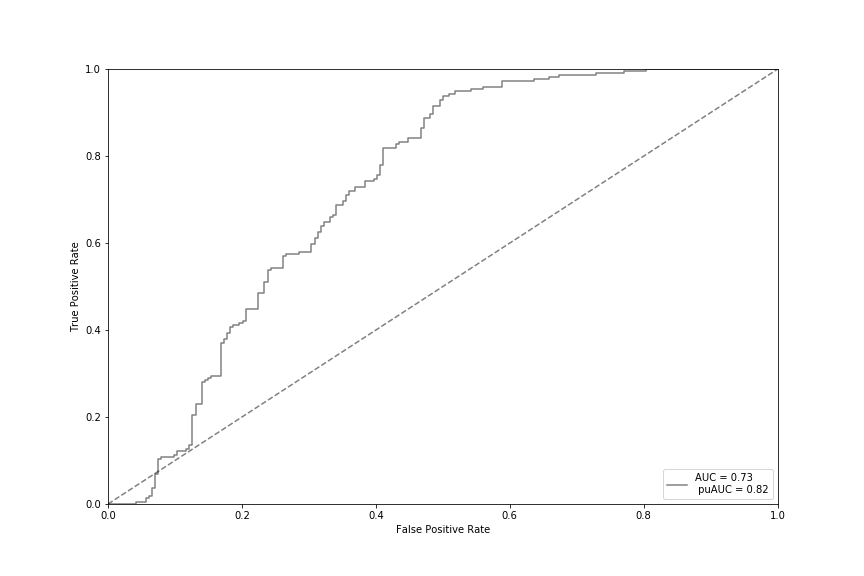 1.0
0.8
0.6
0.4
0.2
0.0
True Positive Rate
0.0 0.2 0.4 0.6 0.8 1.0
False Positive Rate
AUC = 0.73
puAUC = 0.82